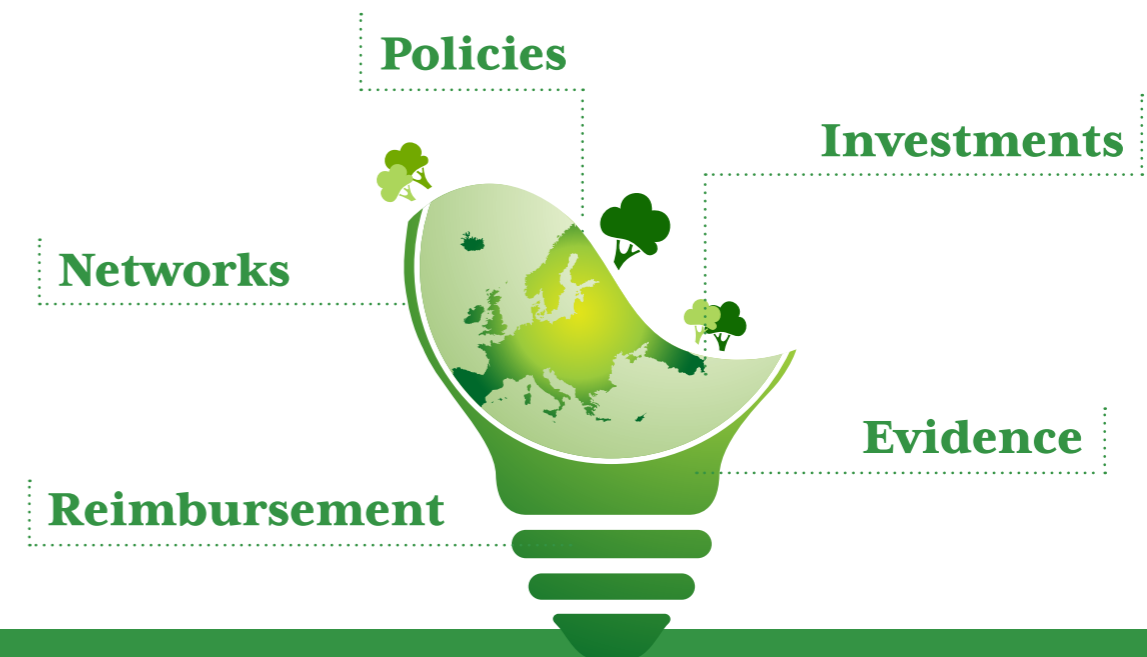 Policies
Investments
Networks
Evidence
Reimbursement